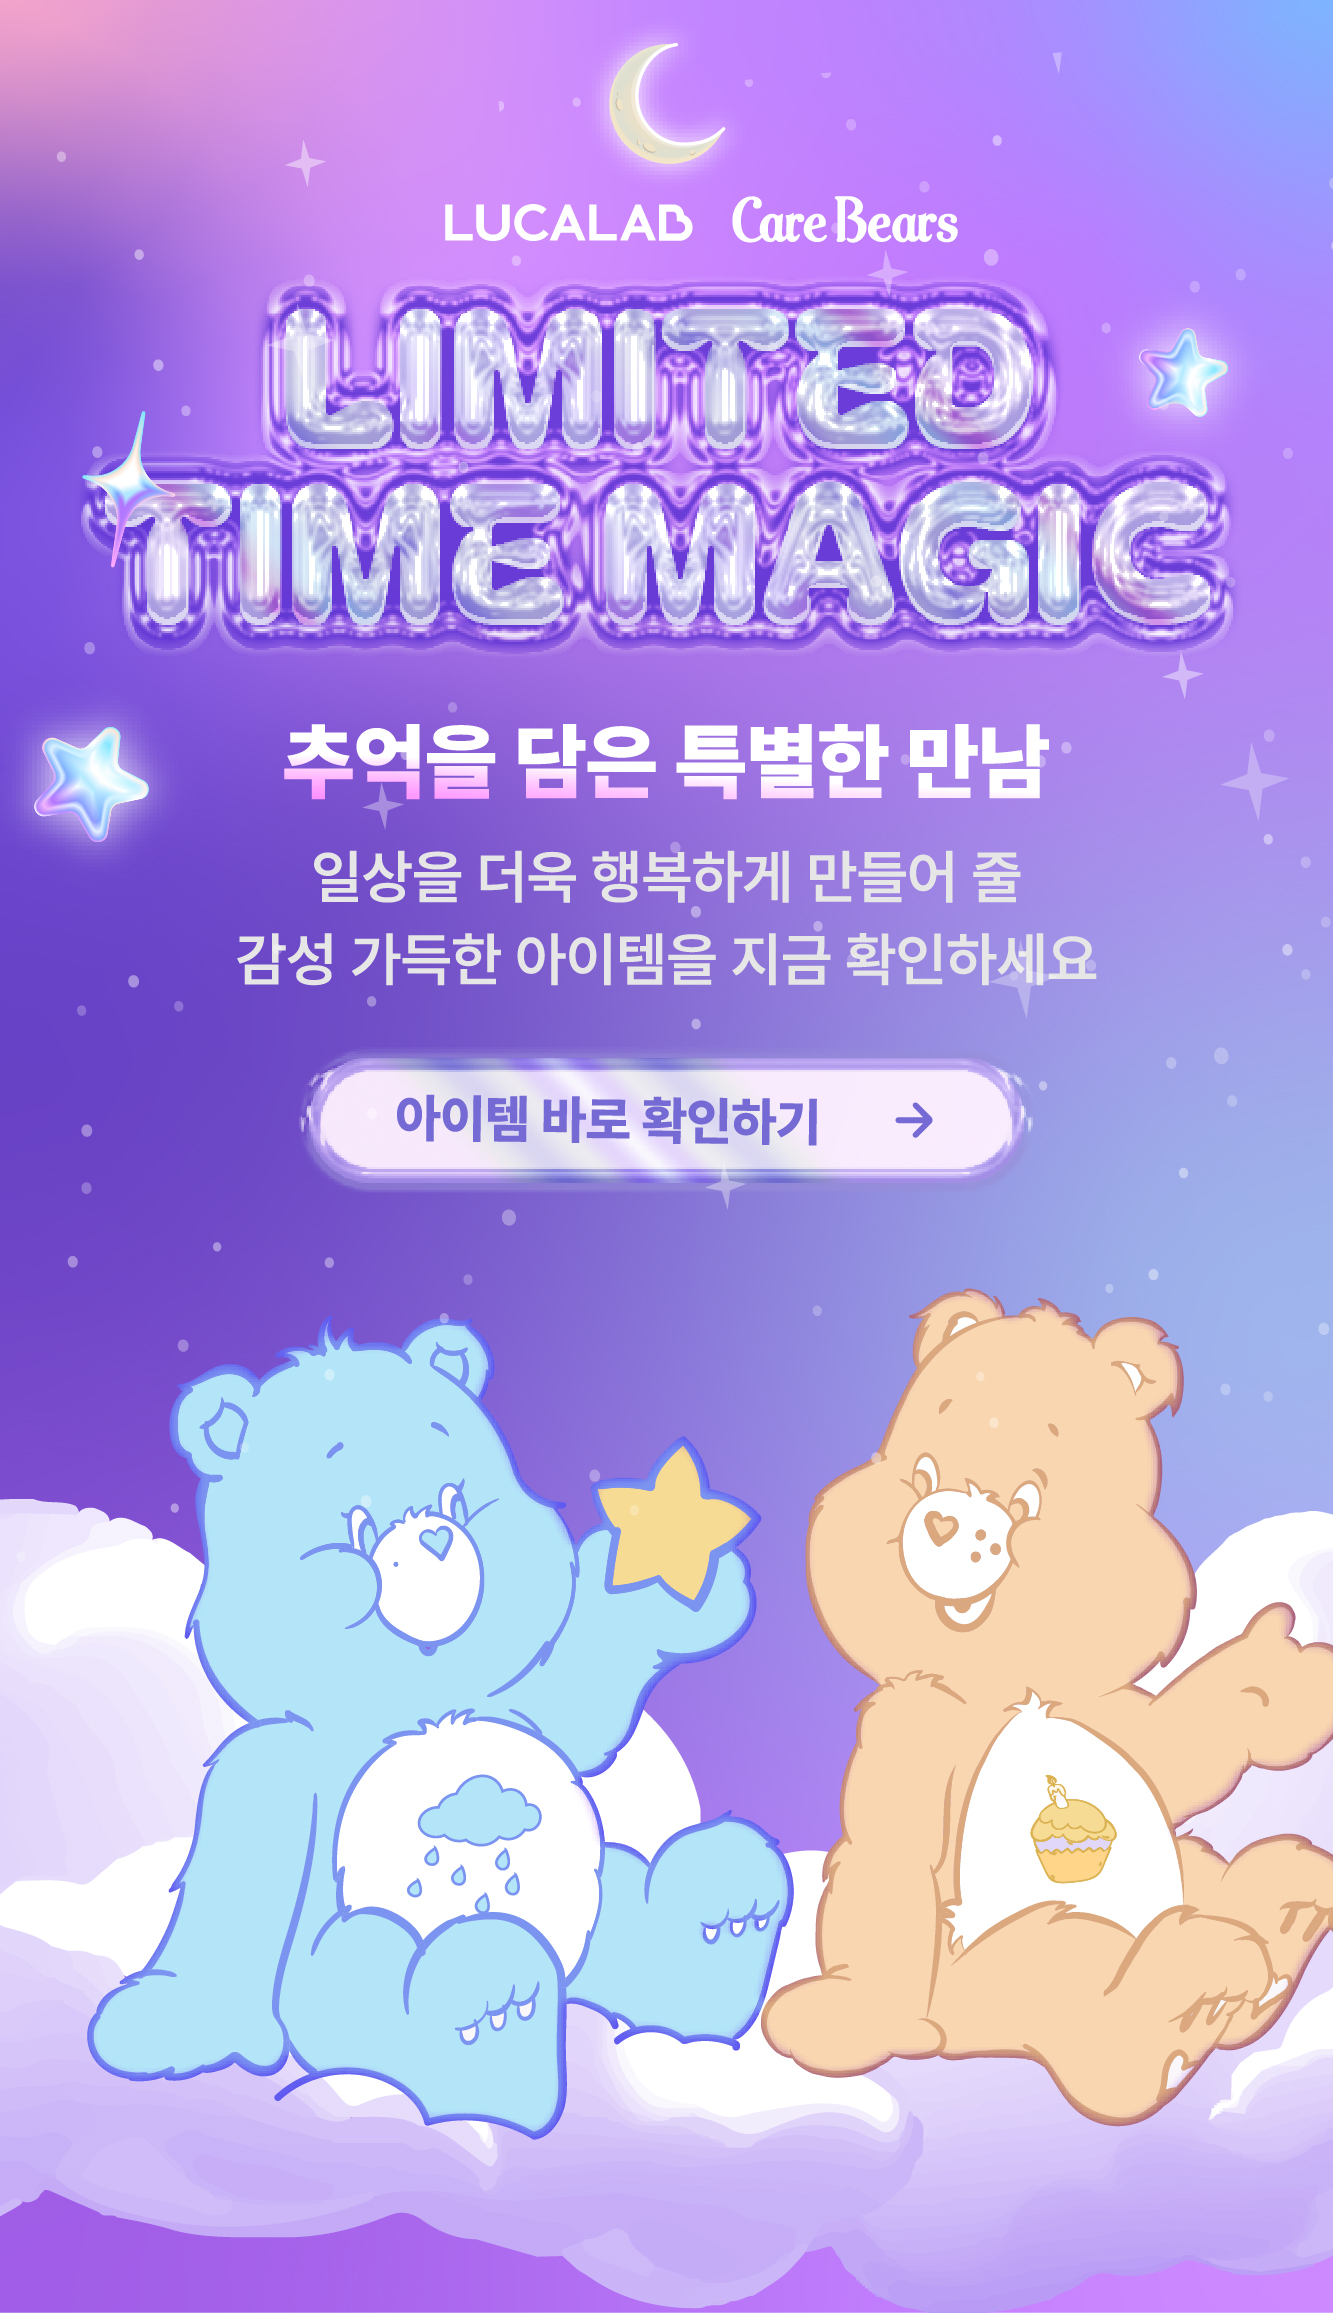 LUCALAB Care Bears
LIMITED
TIME MAGIC
추억을 담은 특별한 만남
일상을 더욱 행복하게 만들어 줄
감성 가득한 아이템을 지금 확인하세요
아이템 바로 확인하기 →